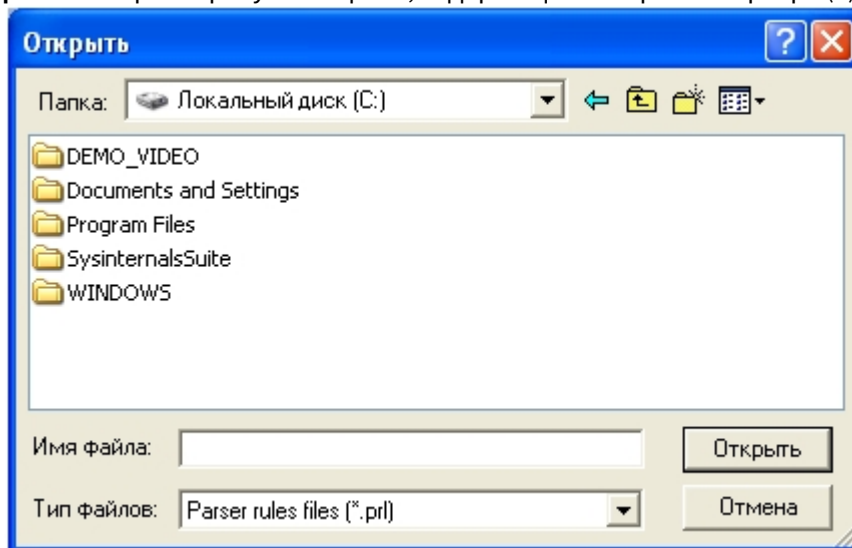 Открыть
Папка: Локальный диск (C:)
DEMO_VIDEO
Documents and Settings
Program Files
SysinternalsSuite
WINDOWS
Имя файла: Открыть
Тип файлов: Parser rules files (*.prl) Отмена